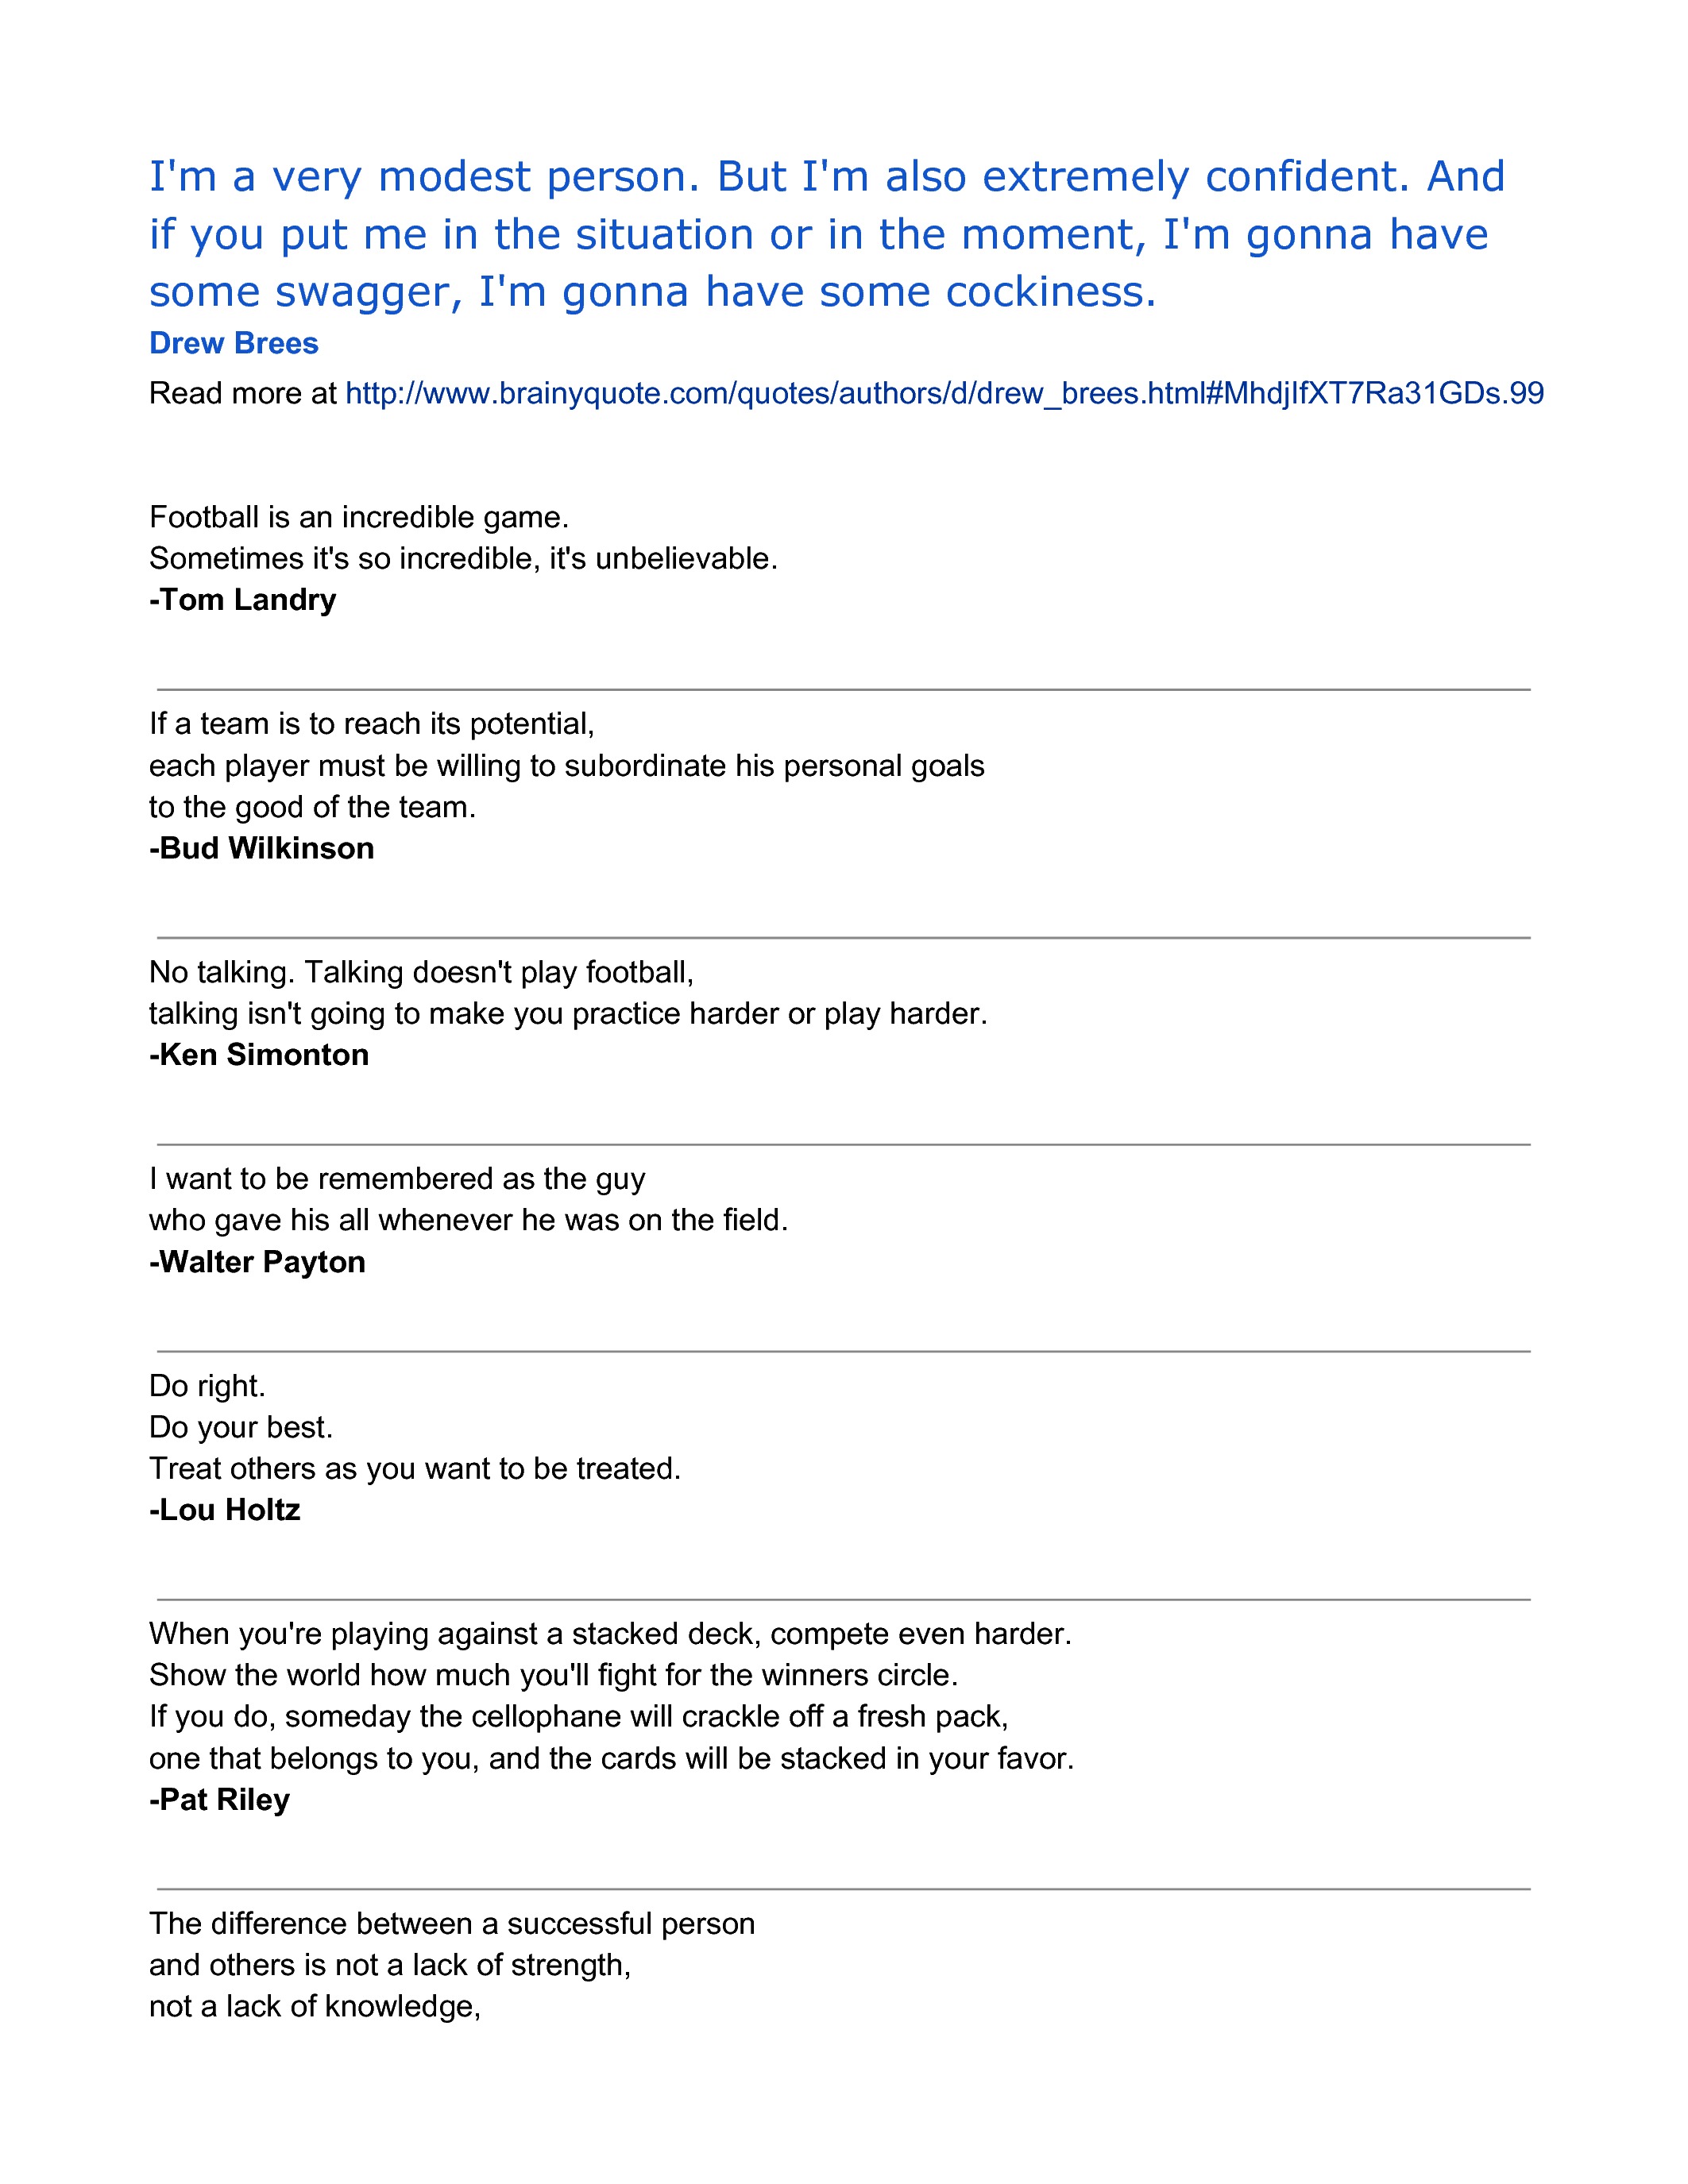 I'm a very modest person. But I'm also extremely confident. And
if you put me in the situation or in the moment, I'm gonna have
some swagger, I'm gonna have some cockiness.
Drew Brees
Read more at http://www.brainyquote.com/quotes/authors/d/drew_brees.html#MhdjIfXT7Ra31GDs.99
Football is an incredible game.
Sometimes it's so incredible, it's unbelievable.
-Tom Landry
If a team is to reach its potential,
each player must be willing to subordinate his personal goals
to the good of the team.
-Bud Wilkinson
No talking. Talking doesn't play football,
talking isn't going to make you practice harder or play harder.
-Ken Simonton
I want to be remembered as the guy
who gave his all whenever he was on the field.
-Walter Payton
Do right.
Do your best.
Treat others as you want to be treated.
-Lou Holtz
When you're playing against a stacked deck, compete even harder.
Show the world how much you'll fight for the winners circle.
If you do, someday the cellophane will crackle off a fresh pack,
one that belongs to you, and the cards will be stacked in your favor.
-Pat Riley
The difference between a successful person
and others is not a lack of strength,
not a lack of knowledge,